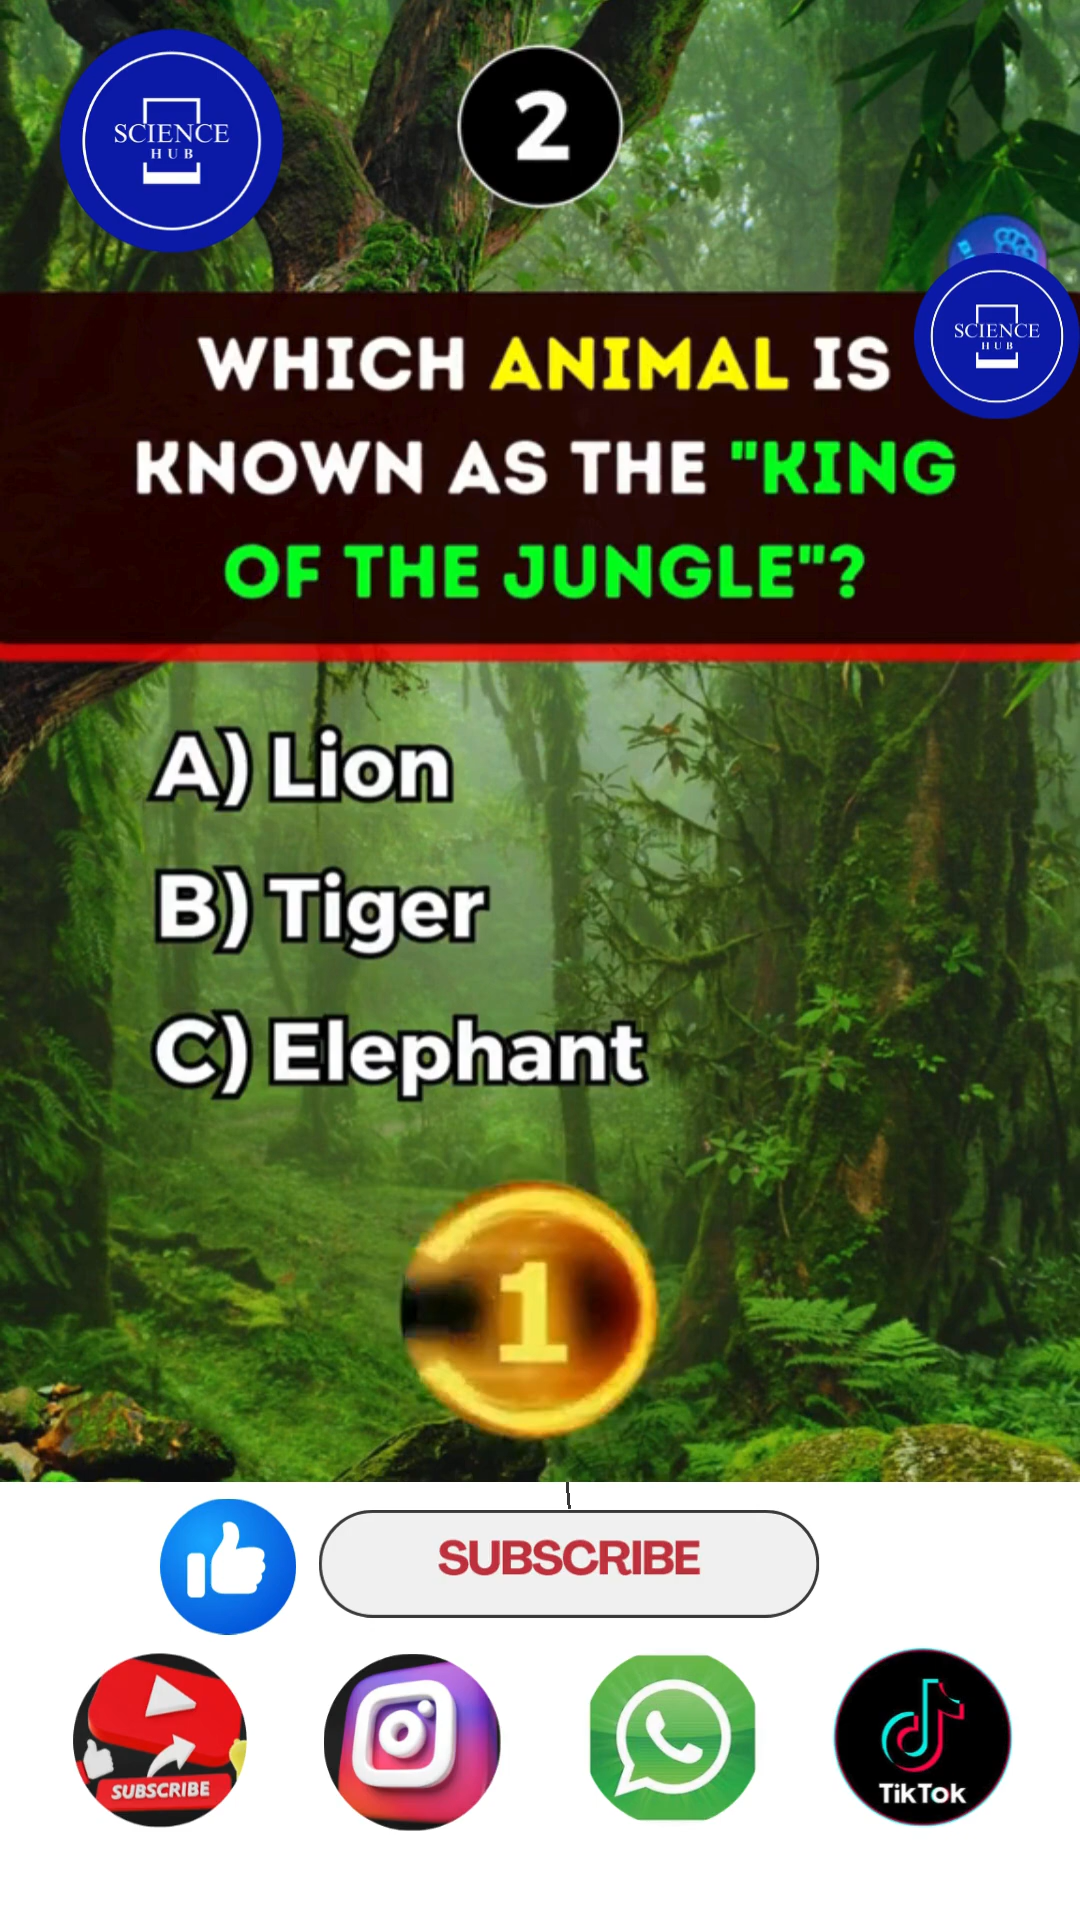 SCIENCE
HUB
2
SCIENCE
HUB
WHICH ANIMAL IS
KNOWN AS THE "KING
OF THE JUNGLE"?
A) Lion
B) Tiger
C) Elephant
1
SUBSCRIBE
SUBSCRIBE
TikTok